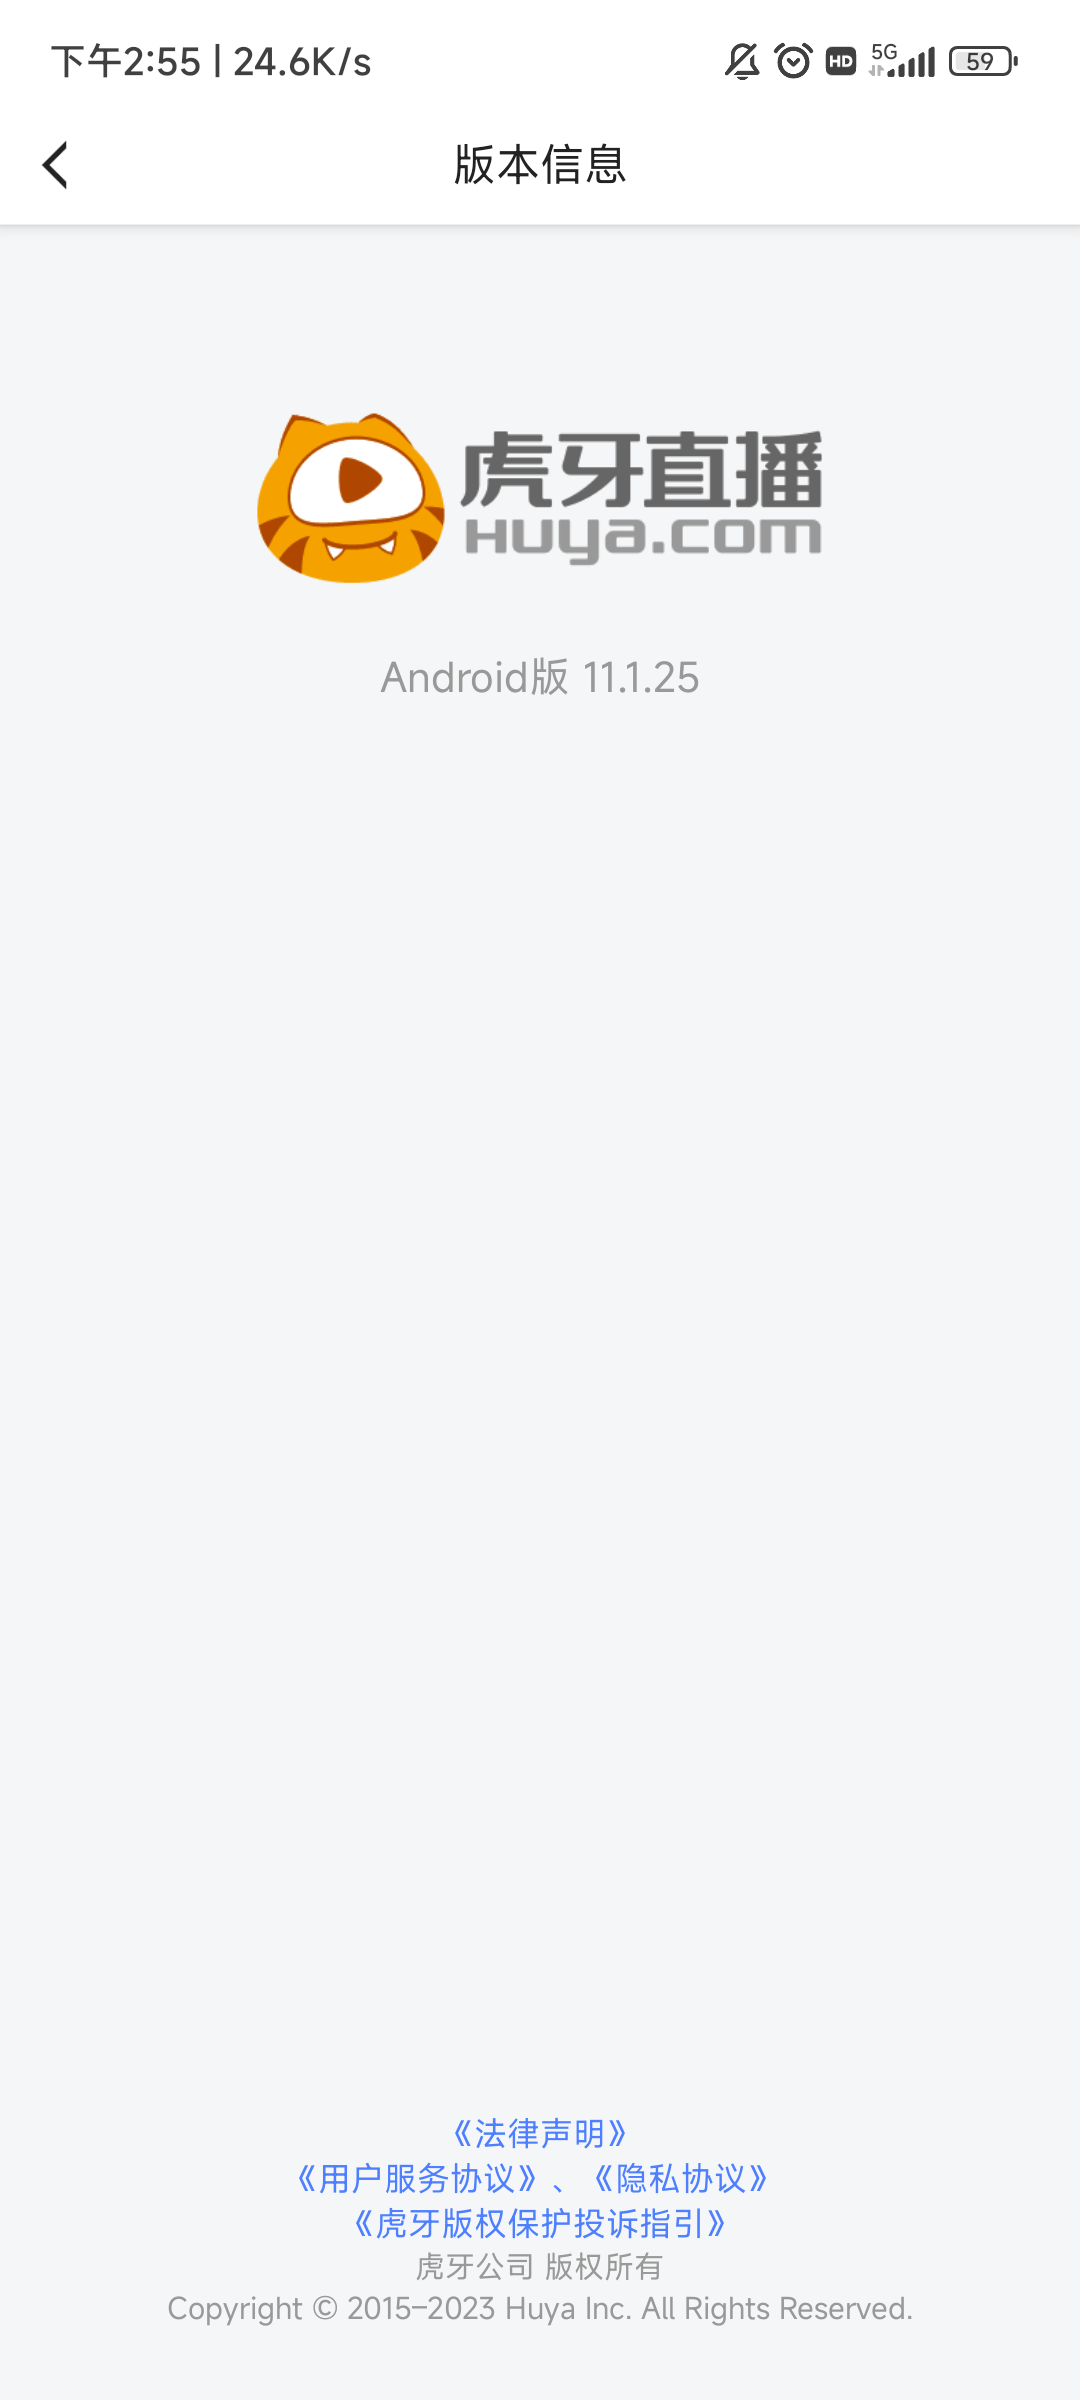 下午2:55 | 24.6K/s HD 5G 59
版本信息
虎牙直播
Huya.com
Android版 11.1.25
《法律声明》
《用户服务协议》、《隐私协议》
《虎牙版权保护投诉指引》
虎牙公司 版权所有
Copyright © 2015-2023 Huya Inc. All Rights Reserved.